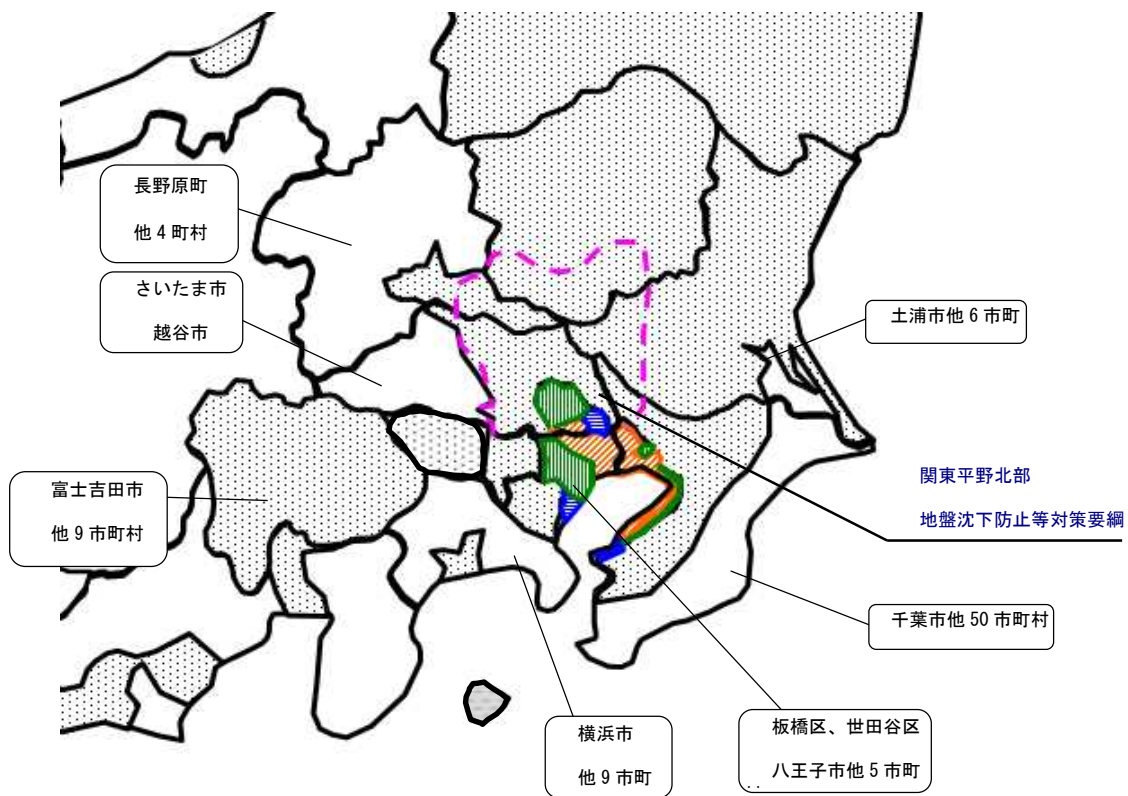 長野原町
他 4 町村
さいたま市
越谷市
土浦市他 6 市町
富士吉田市
他 9 市町村
関東平野北部
地盤沈下防止等対策要綱
千葉市他 50 市町村
横浜市
他 9 市町
板橋区、世田谷区
八王子市他 5 市町